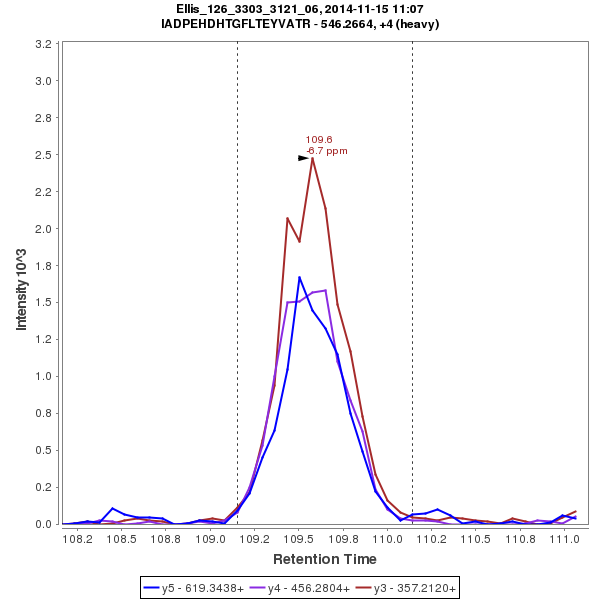 Ellis_126_3303_3121_06, 2014-11-15 11:07
IADPEHDHTGFLTEYVATR - 546.2664, +4 (heavy)
3.2
3.0
2.8
2.5
2.2
2.0
1.8
1.5
1.2
1.0
0.8
0.5
0.2
0.0
Intensity 10^3
109.6
-6.7 ppm
108.2 108.5 108.8 109.0 109.2 109.5 109.8 110.0 110.2 110.5 110.8 111.0
Retention Time
y5 - 619.3438+ y4 - 456.2804+ y3 - 357.2120+